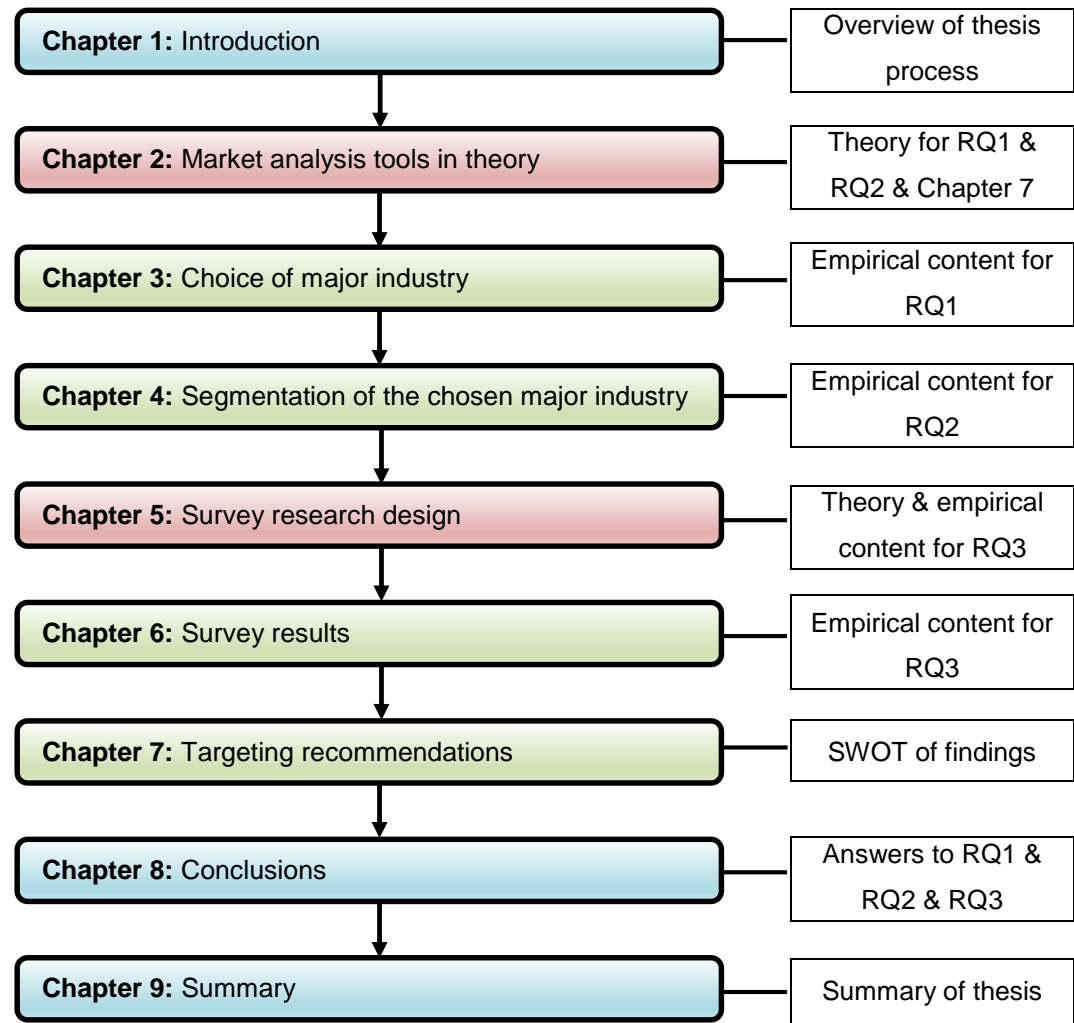 Chapter 1: Introduction
Overview of thesis
process
Chapter 2: Market analysis tools in theory
Theory for RQ1 &
RQ2 & Chapter 7
Chapter 3: Choice of major industry
Empirical content for
RQ1
Chapter 4: Segmentation of the chosen major industry
Empirical content for
RQ2
Chapter 5: Survey research design
Theory & empirical
content for RQ3
Chapter 6: Survey results
Empirical content for
RQ3
Chapter 7: Targeting recommendations
SWOT of findings
Chapter 8: Conclusions
Answers to RQ1 &
RQ2 & RQ3
Chapter 9: Summary
Summary of thesis